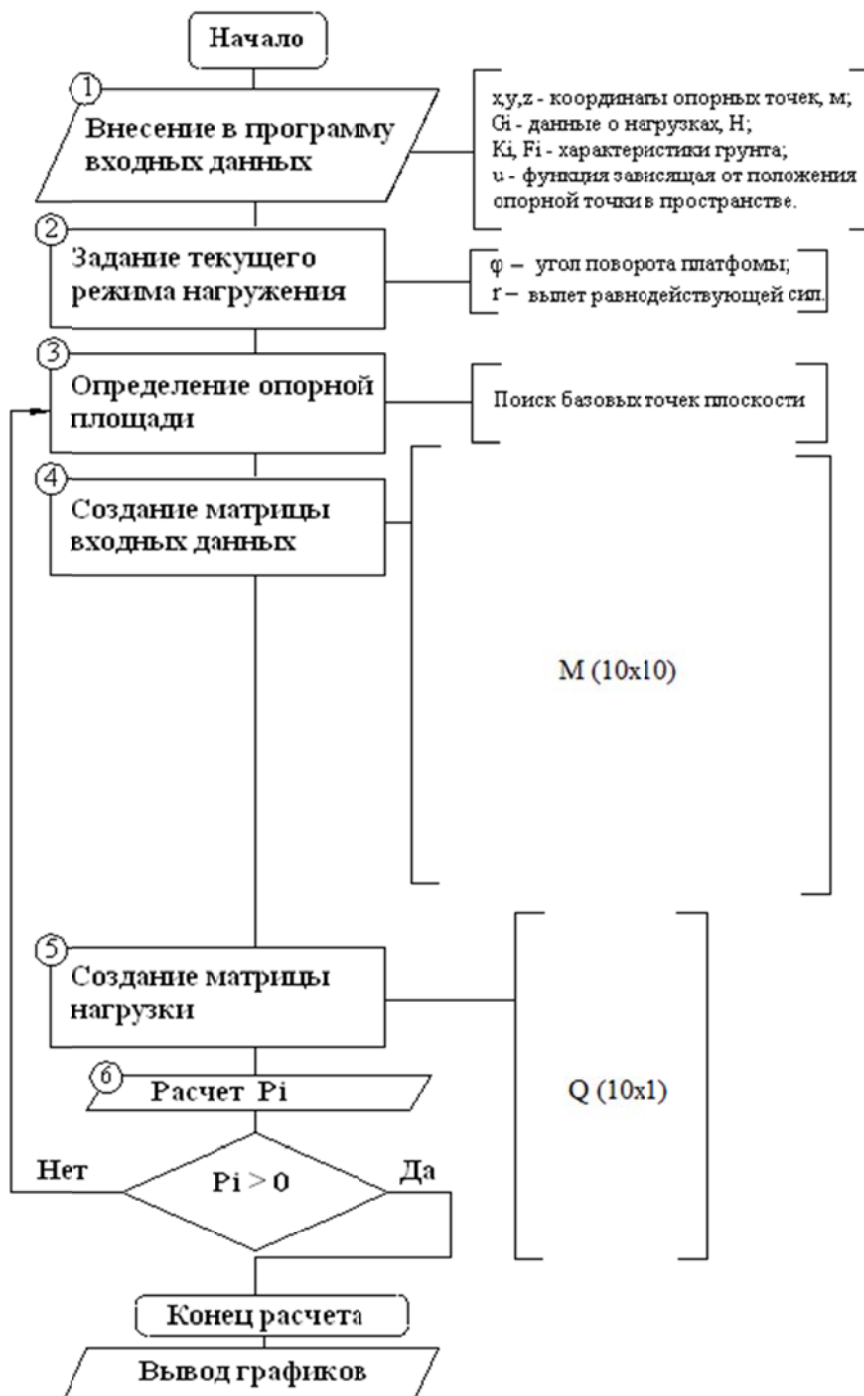 Начало
1
Внесение в программу
входных данных
x,y,z - координаты опорных точек, м;
Gi - данные о нагрузках, Н;
Ki, Fi - характеристики грунта;
u - функция зависящая от положения
опорной точки в пространстве.
2
Задание текущего
режима нагружения
φ – угол поворота платфомы;
r – вылет равнодействующей сил.
3
Определение опорной
площади
Поиск базовых точек плоскости
4
Создание матрицы
входных данных
M (10x10)
5
Создание матрицы
нагрузки
Q (10x1)
6
Расчет Pi
Нет
Pi > 0
Да
Конец расчета
Вывод графиков